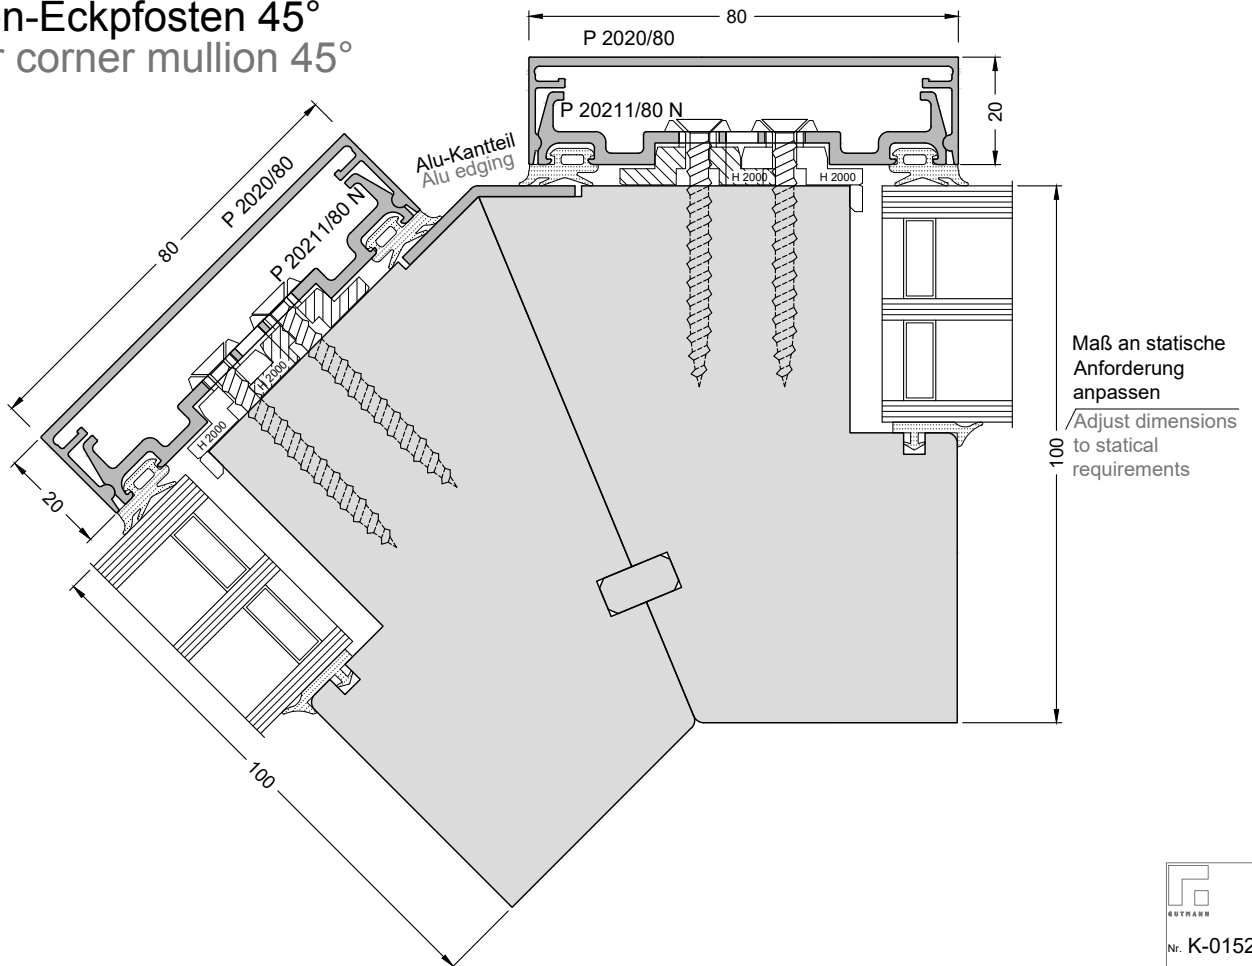 n-Eckpfosten 45°
r corner mullion 45°
80
P 2020/80
P 20211/80 N
20
H 2000
H 2000
Alu-Kantteil
Alu edging
80
P 2020/80
P 20211/80 N
H 2000
H 2000
20
100
Maß an statische
Anforderung
anpassen
Adjust dimensions
to statical
requirements
100
GUTMANN
Nr. K-0152